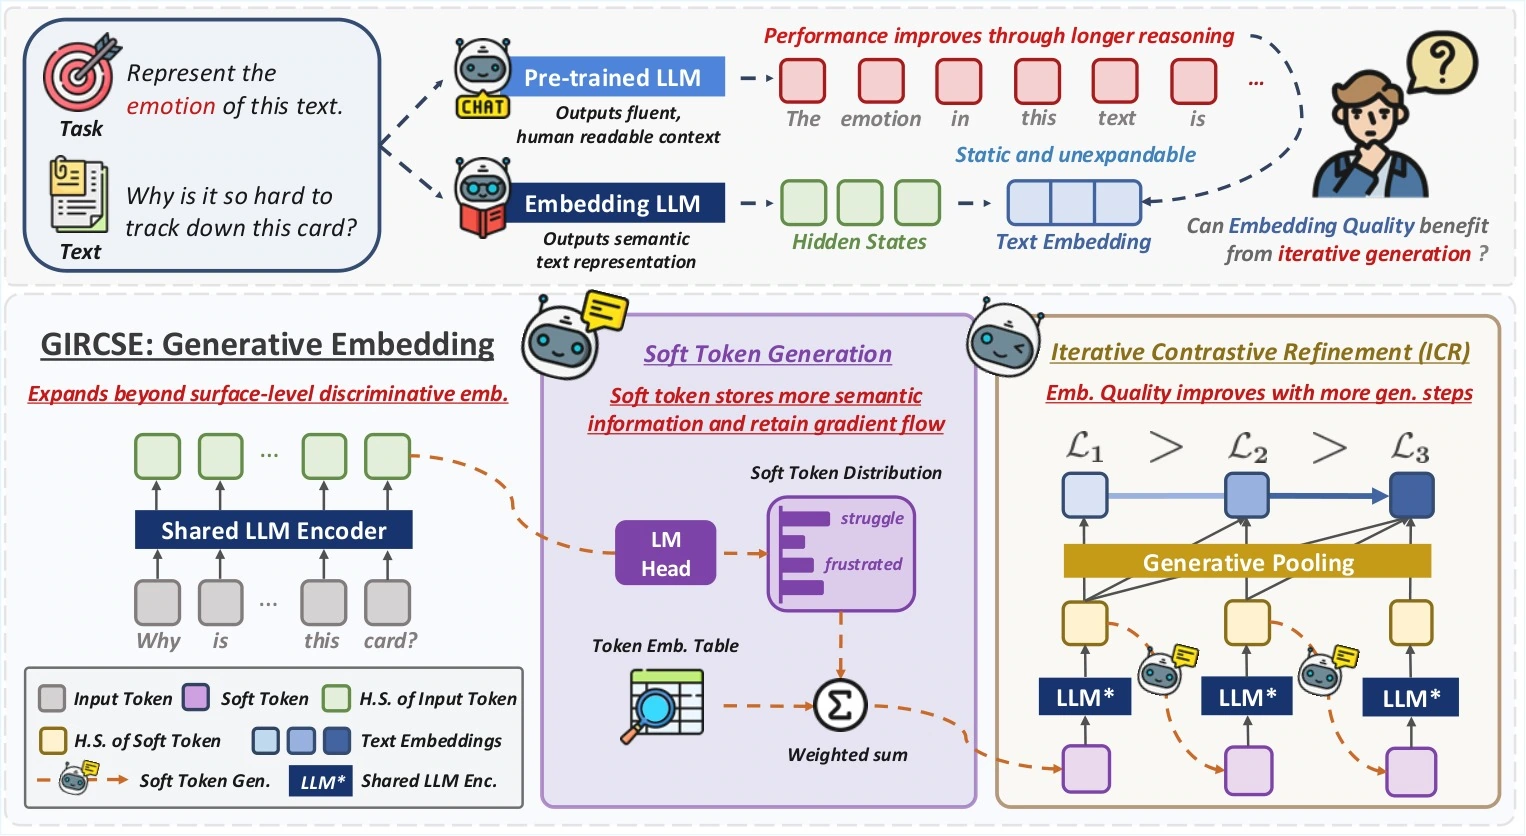 Represent the
emotion of this text.
Task
Why is it so hard to
track down this card?
Text
CHAT
Pre-trained LLM
Outputs fluent,
human readable context
Embedding LLM
Outputs semantic
text representation
Performance improves through longer reasoning
...
The emotion in this text is
Static and unexpandable
Hidden States
Text Embedding
?
Can Embedding Quality benefit
from iterative generation ?
GIRCSE: Generative Embedding
Expands beyond surface-level discriminative emb.
...
Shared LLM Encoder
...
Why is this card?
Input Token
Soft Token
H.S. of Input Token
H.S. of Soft Token
Text Embeddings
Soft Token Gen.
LLM*
Shared LLM Enc.
Soft Token Generation
Soft token stores more semantic
information and retain gradient flow
Soft Token Distribution
struggle
frustrated
LM
Head
Token Emb. Table
Σ
Weighted sum
Iterative Contrastive Refinement (ICR)
Emb. Quality improves with more gen. steps
ℒ₁ > ℒ₂ > ℒ₃
Generative Pooling
LLM* LLM* LLM*